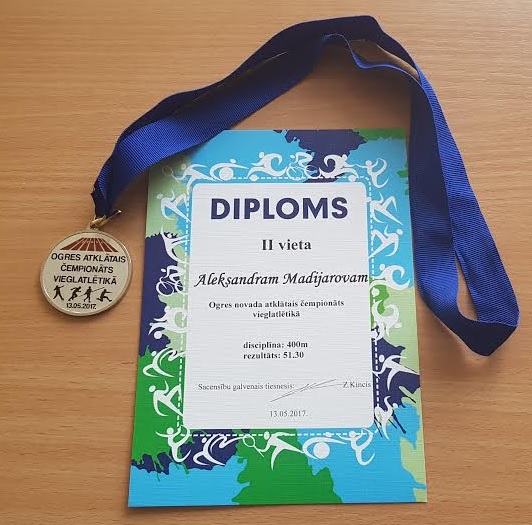 OGRES ATKLĀTAIS
ČEMPIONĀTS
VIEGLATLĒTIKĀ
13.05.2017.
DIPLOMS
II vieta
Aleksandram Madijarovam
Ogres novada atklātais čempionāts
vieglatlētikā
disciplīna: 400m
rezultāts: 51.30
Sacensību galvenais tiesnesis: Z.Kincis
13.05.2017.